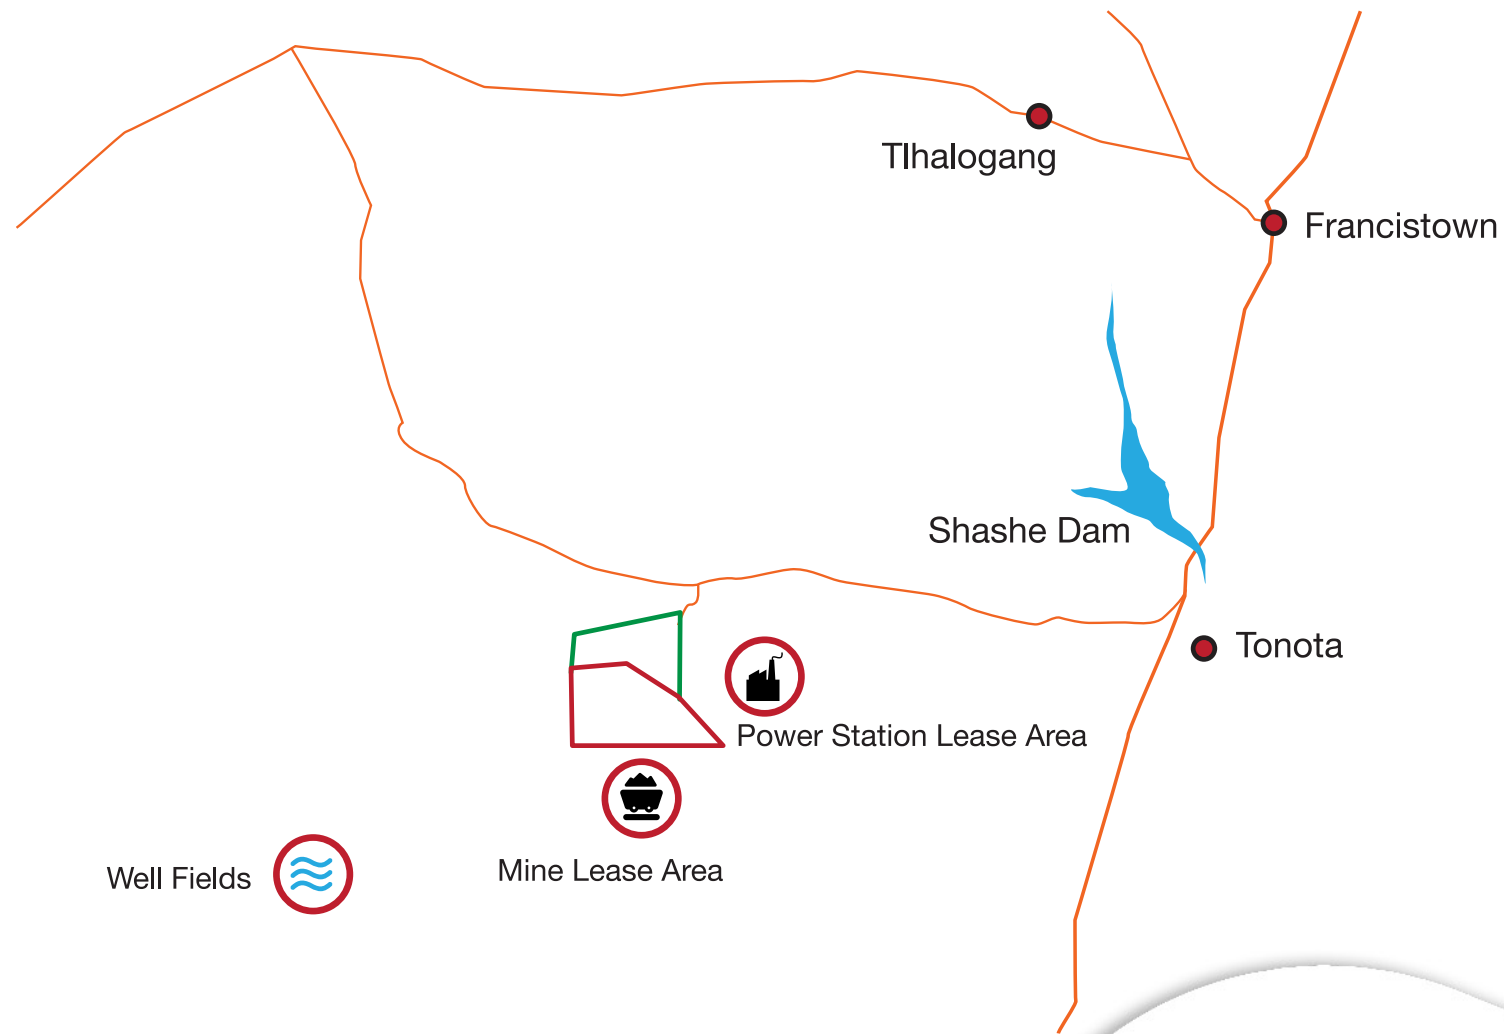 Tlhalogang
Francistown
Shashe Dam
Tonota
Power Station Lease Area
Mine Lease Area
Well Fields